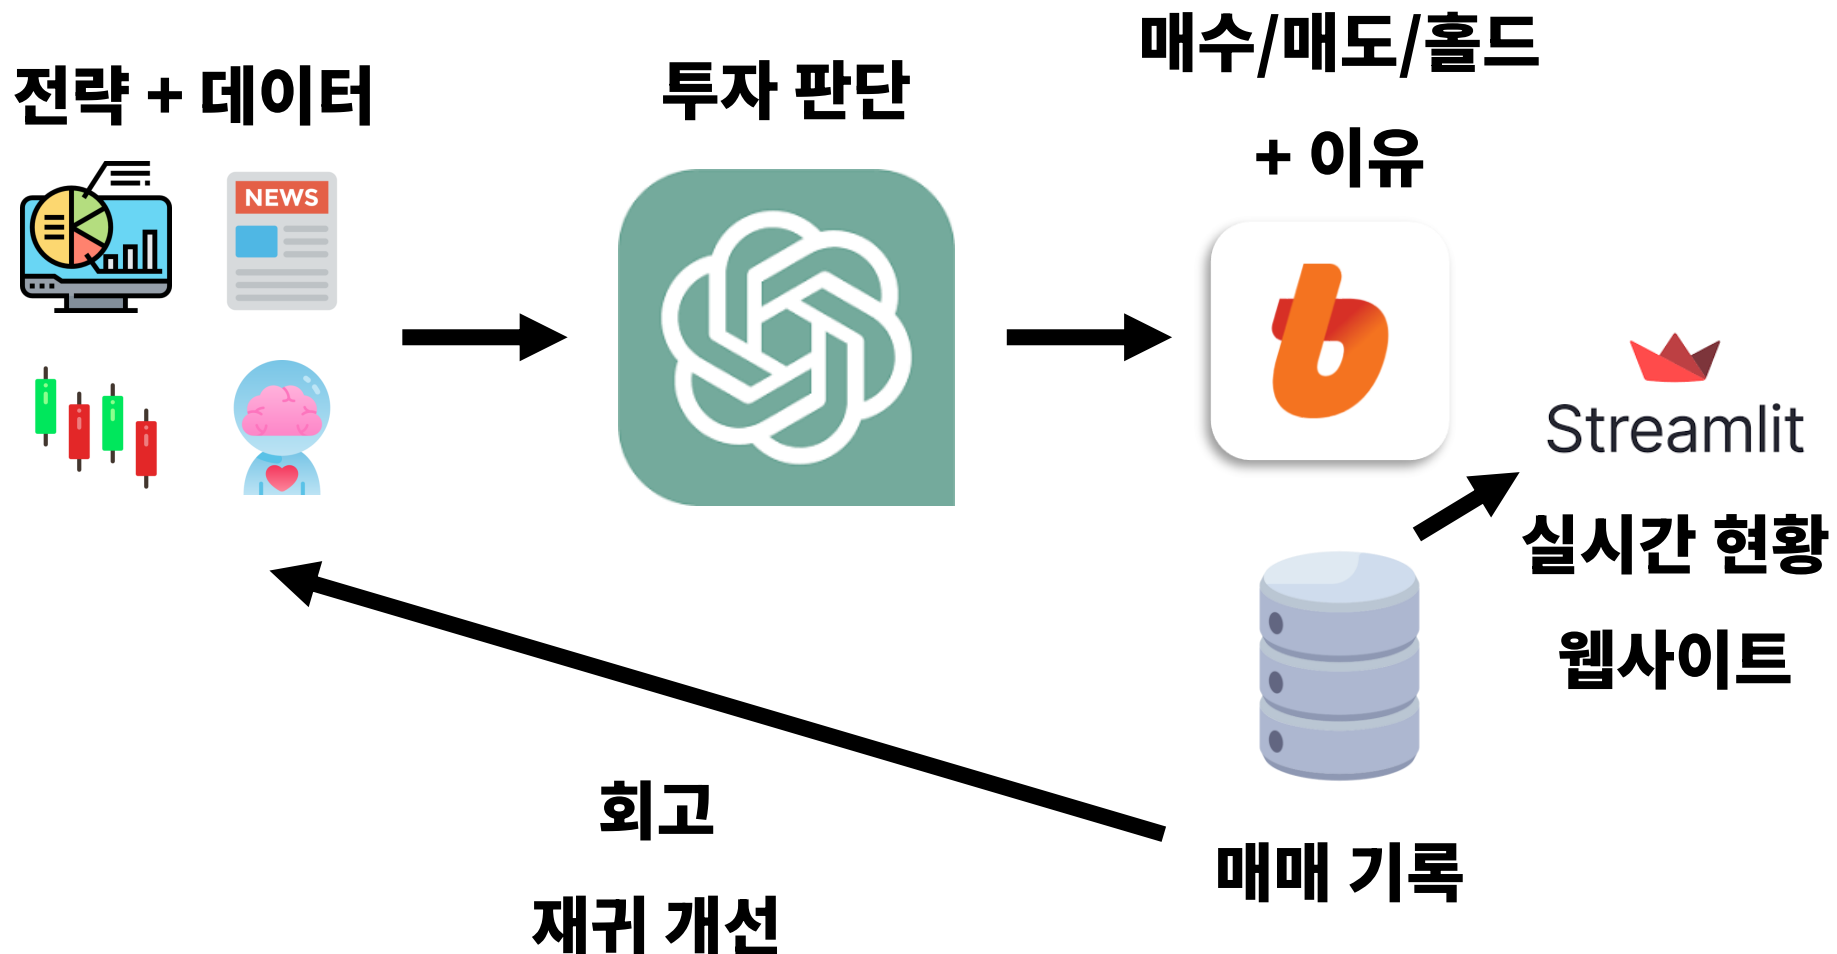 전략 + 데이터
NEWS
투자 판단
매수/매도/홀드
+ 이유
Streamlit
실시간 현황
웹사이트
매매 기록
회고
재귀 개선